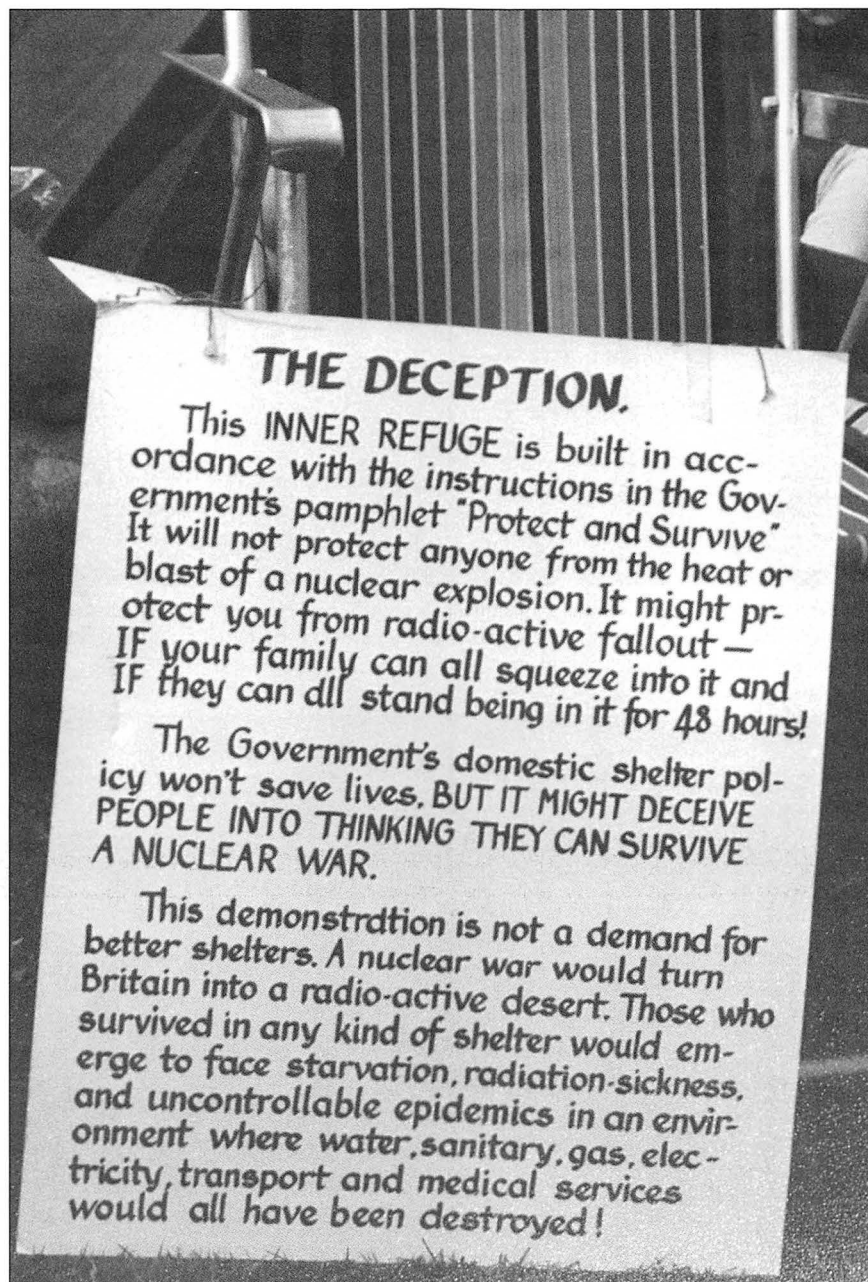 THE DECEPTION.
This INNER REFUGE is built in acc-
ordance with the instructions in the Gov-
ernment's pamphlet "Protect and Survive"
It will not protect anyone from the heat or
blast of a nuclear explosion. It might pr-
otect you from radio-active fallout —
IF your family can all squeeze into it and
IF they can all stand being in it for 48 hours!
The Government's domestic shelter pol-
icy won't save lives. BUT IT MIGHT DECEIVE
PEOPLE INTO THINKING THEY CAN SURVIVE
A NUCLEAR WAR.
This demonstration is not a demand for
better shelters. A nuclear war would turn
Britain into a radio-active desert. Those who
survived in any kind of shelter would em-
erge to face starvation, radiation-sickness,
and uncontrollable epidemics in an envir-
onment where water, sanitary, gas, elec-
tricity, transport and medical services
would all have been destroyed!